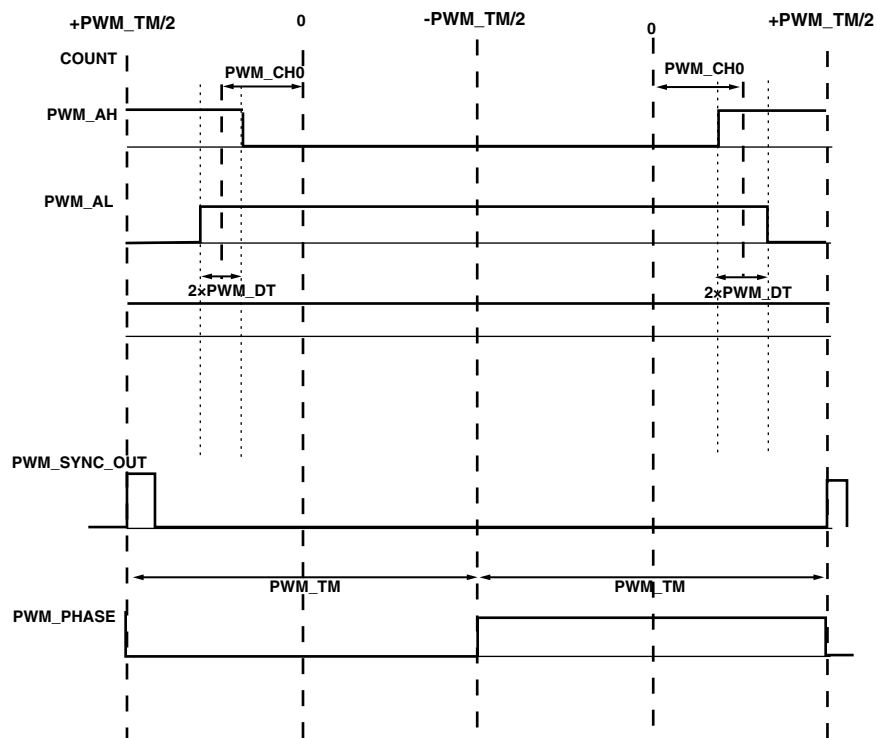 +PWM_TM/2 0 -PWM_TM/2 0 +PWM_TM/2
COUNT
PWM_CH0 PWM_CH0
PWM_AH
PWM_AL
2×PWM_DT 2×PWM_DT
PWM_SYNC_OUT
PWM_TM PWM_TM
PWM_PHASE